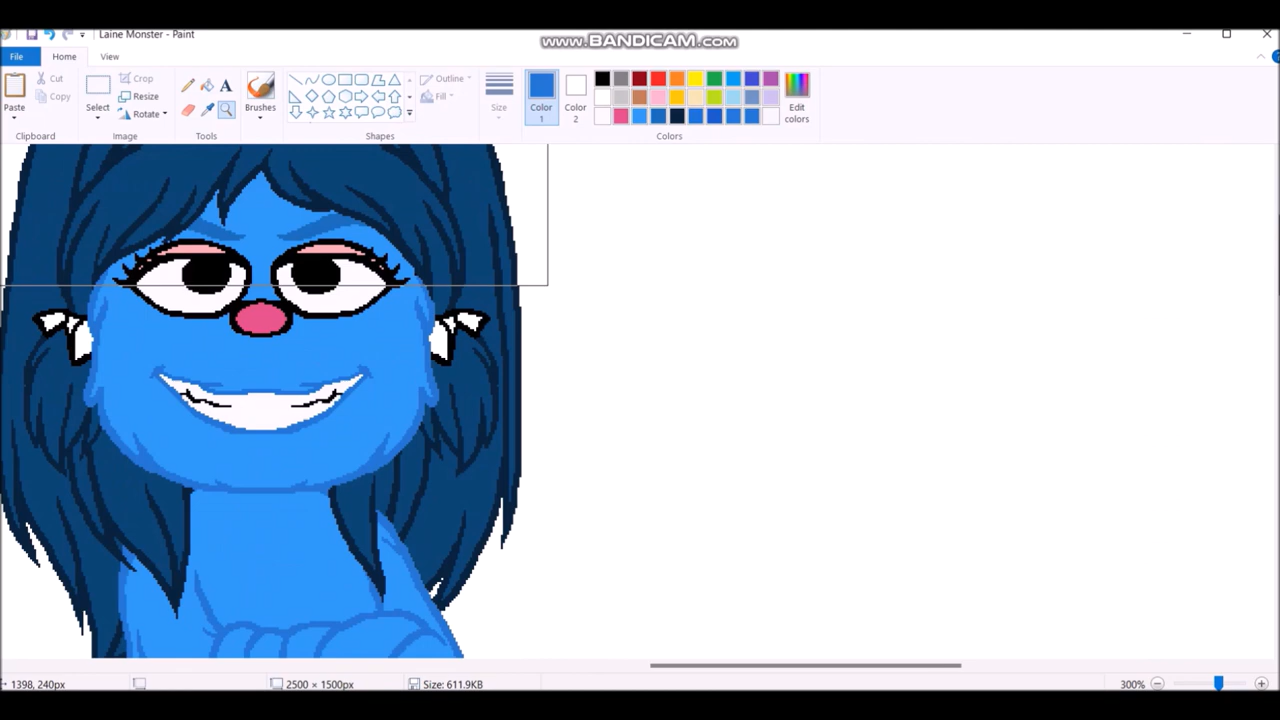 Laine Monster - Paint
www.BANDICAM.com
File
Home
View
Paste
Cut
Copy
Clipboard
Select
Crop
Resize
Rotate
Image
A
Tools
Brushes
Outline
Fill
Shapes
Size
Color
1
Color
2
Edit
colors
Colors
1398, 240px
2500 × 1500px
Size: 611.9KB
300%